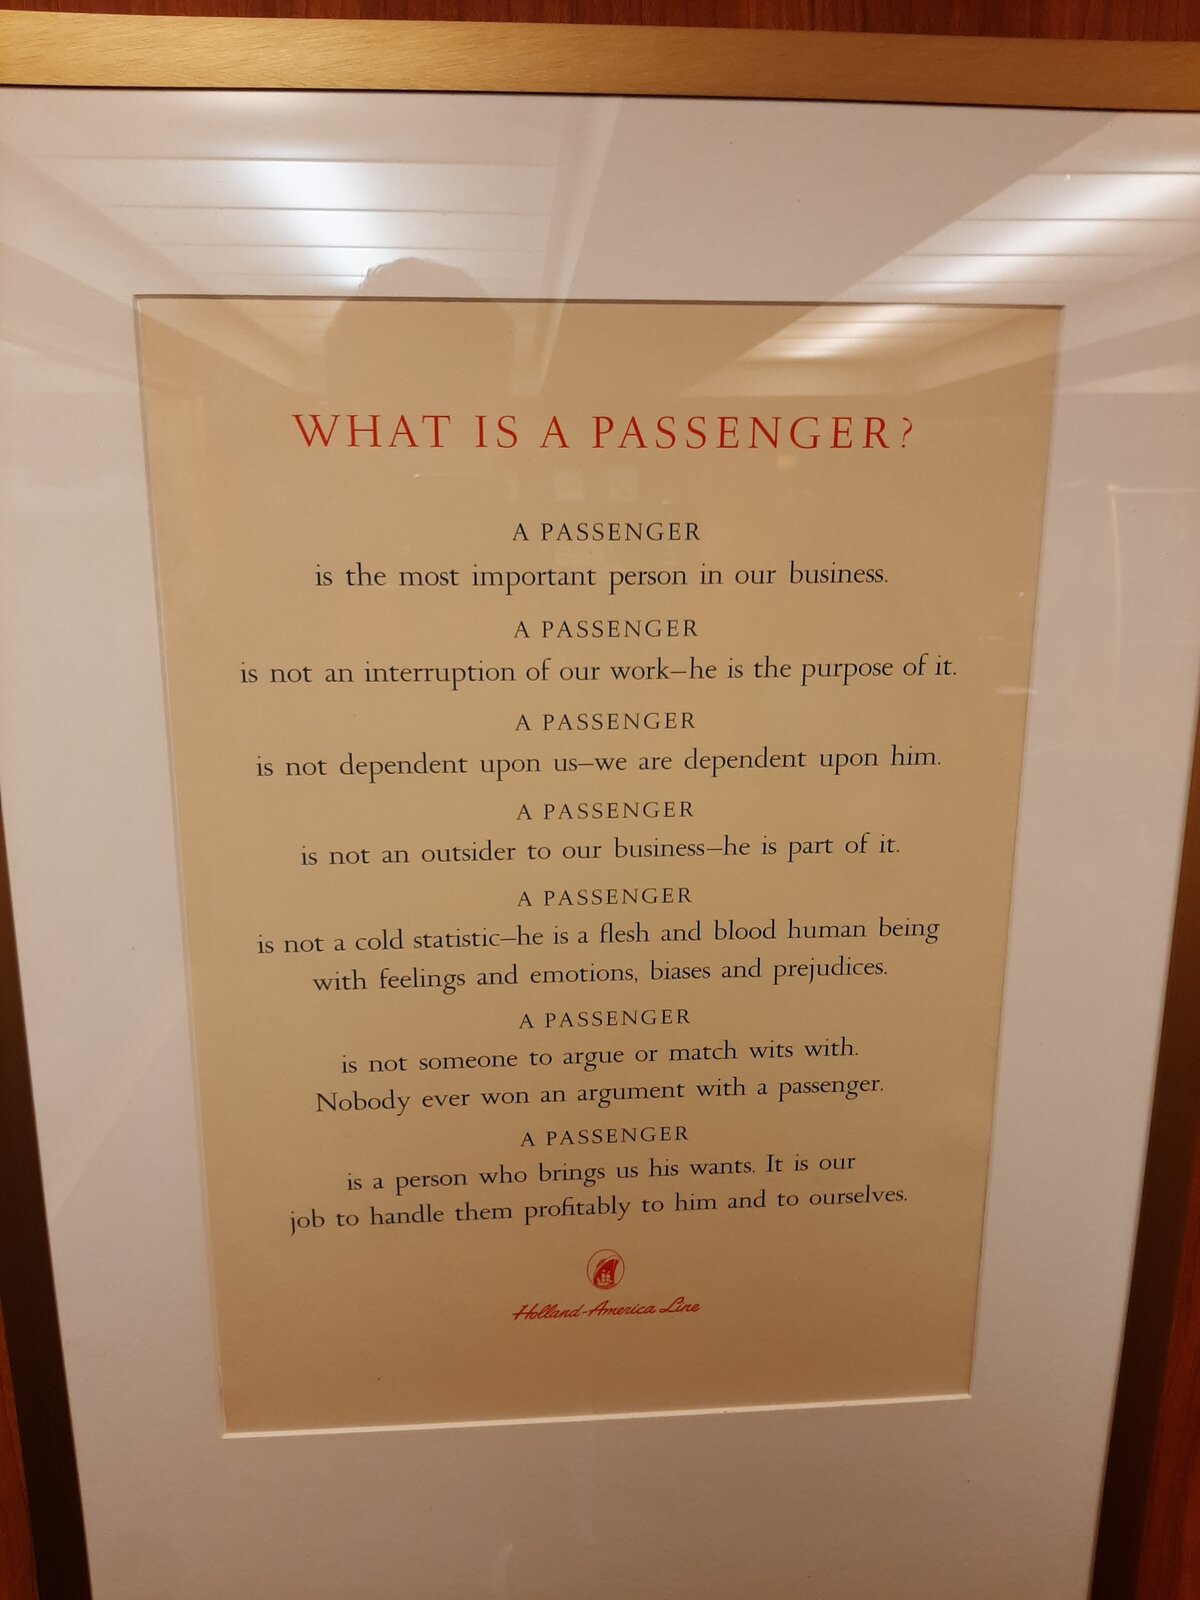 WHAT IS A PASSENGER?
A PASSENGER
is the most important person in our business.
A PASSENGER
is not an interruption of our work—he is the purpose of it.
A PASSENGER
is not dependent upon us—we are dependent upon him.
A PASSENGER
is not an outsider to our business—he is part of it.
A PASSENGER
is not a cold statistic—he is a flesh and blood human being
with feelings and emotions, biases and prejudices.
A PASSENGER
is not someone to argue or match wits with.
Nobody ever won an argument with a passenger.
A PASSENGER
is a person who brings us his wants. It is our
job to handle them profitably to him and to ourselves.
Holland-America Line